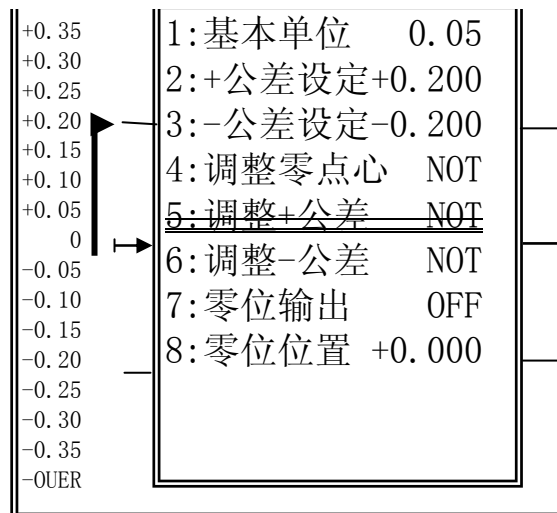 +0.35
+0.30
+0.25
+0.20
+0.15
+0.10
+0.05
0
-0.05
-0.10
-0.15
-0.20
-0.25
-0.30
-0.35
-OUER
1:基本单位 0.05
2:+公差设定+0.200
3:-公差设定-0.200
4:调整零点心 NOT
5:调整+公差 NOT
6:调整-公差 NOT
7:零位输出 OFF
8:零位位置 +0.000